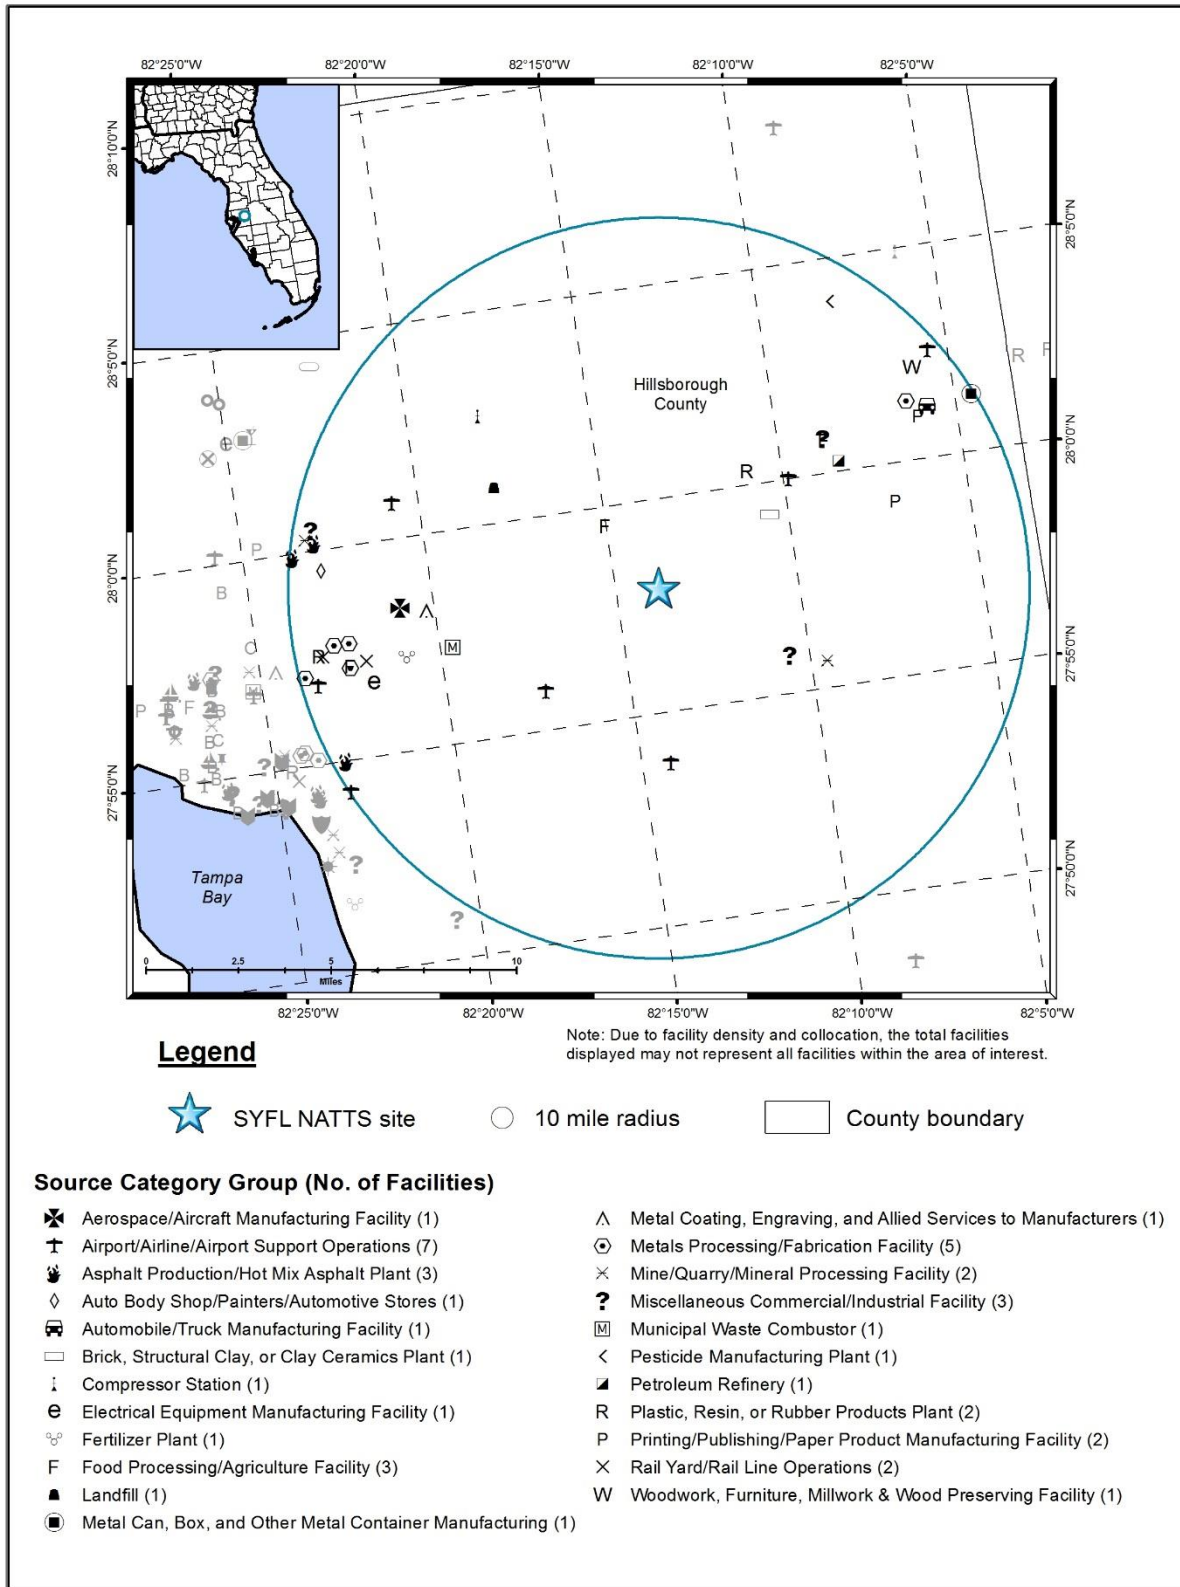 82°25'0"W 82°20'0"W 82°15'0"W 82°10'0"W 82°5'0"W
28°10'0"N
28°5'0"N
28°5'0"N
28°0'0"N
28°0'0"N
27°55'0"N
27°55'0"N
27°50'0"N
Hillsborough
County
Tampa
Bay
0 2.5 5 10
Miles
82°25'0"W 82°20'0"W 82°15'0"W 82°10'0"W 82°5'0"W
Legend
Note: Due to facility density and collocation, the total facilities
displayed may not represent all facilities within the area of interest.
SYFL NATTS site
10 mile radius
County boundary
Source Category Group (No. of Facilities)
Aerospace/Aircraft Manufacturing Facility (1)
Airport/Airline/Airport Support Operations (7)
Asphalt Production/Hot Mix Asphalt Plant (3)
Auto Body Shop/Painters/Automotive Stores (1)
Automobile/Truck Manufacturing Facility (1)
Brick, Structural Clay, or Clay Ceramics Plant (1)
Compressor Station (1)
e Electrical Equipment Manufacturing Facility (1)
Fertilizer Plant (1)
F Food Processing/Agriculture Facility (3)
Landfill (1)
Metal Can, Box, and Other Metal Container Manufacturing (1)
Metal Coating, Engraving, and Allied Services to Manufacturers (1)
Metals Processing/Fabrication Facility (5)
Mine/Quarry/Mineral Processing Facility (2)
? Miscellaneous Commercial/Industrial Facility (3)
M Municipal Waste Combustor (1)
Pesticide Manufacturing Plant (1)
Petroleum Refinery (1)
R Plastic, Resin, or Rubber Products Plant (2)
P Printing/Publishing/Paper Product Manufacturing Facility (2)
Rail Yard/Rail Line Operations (2)
W Woodwork, Furniture, Millwork & Wood Preserving Facility (1)